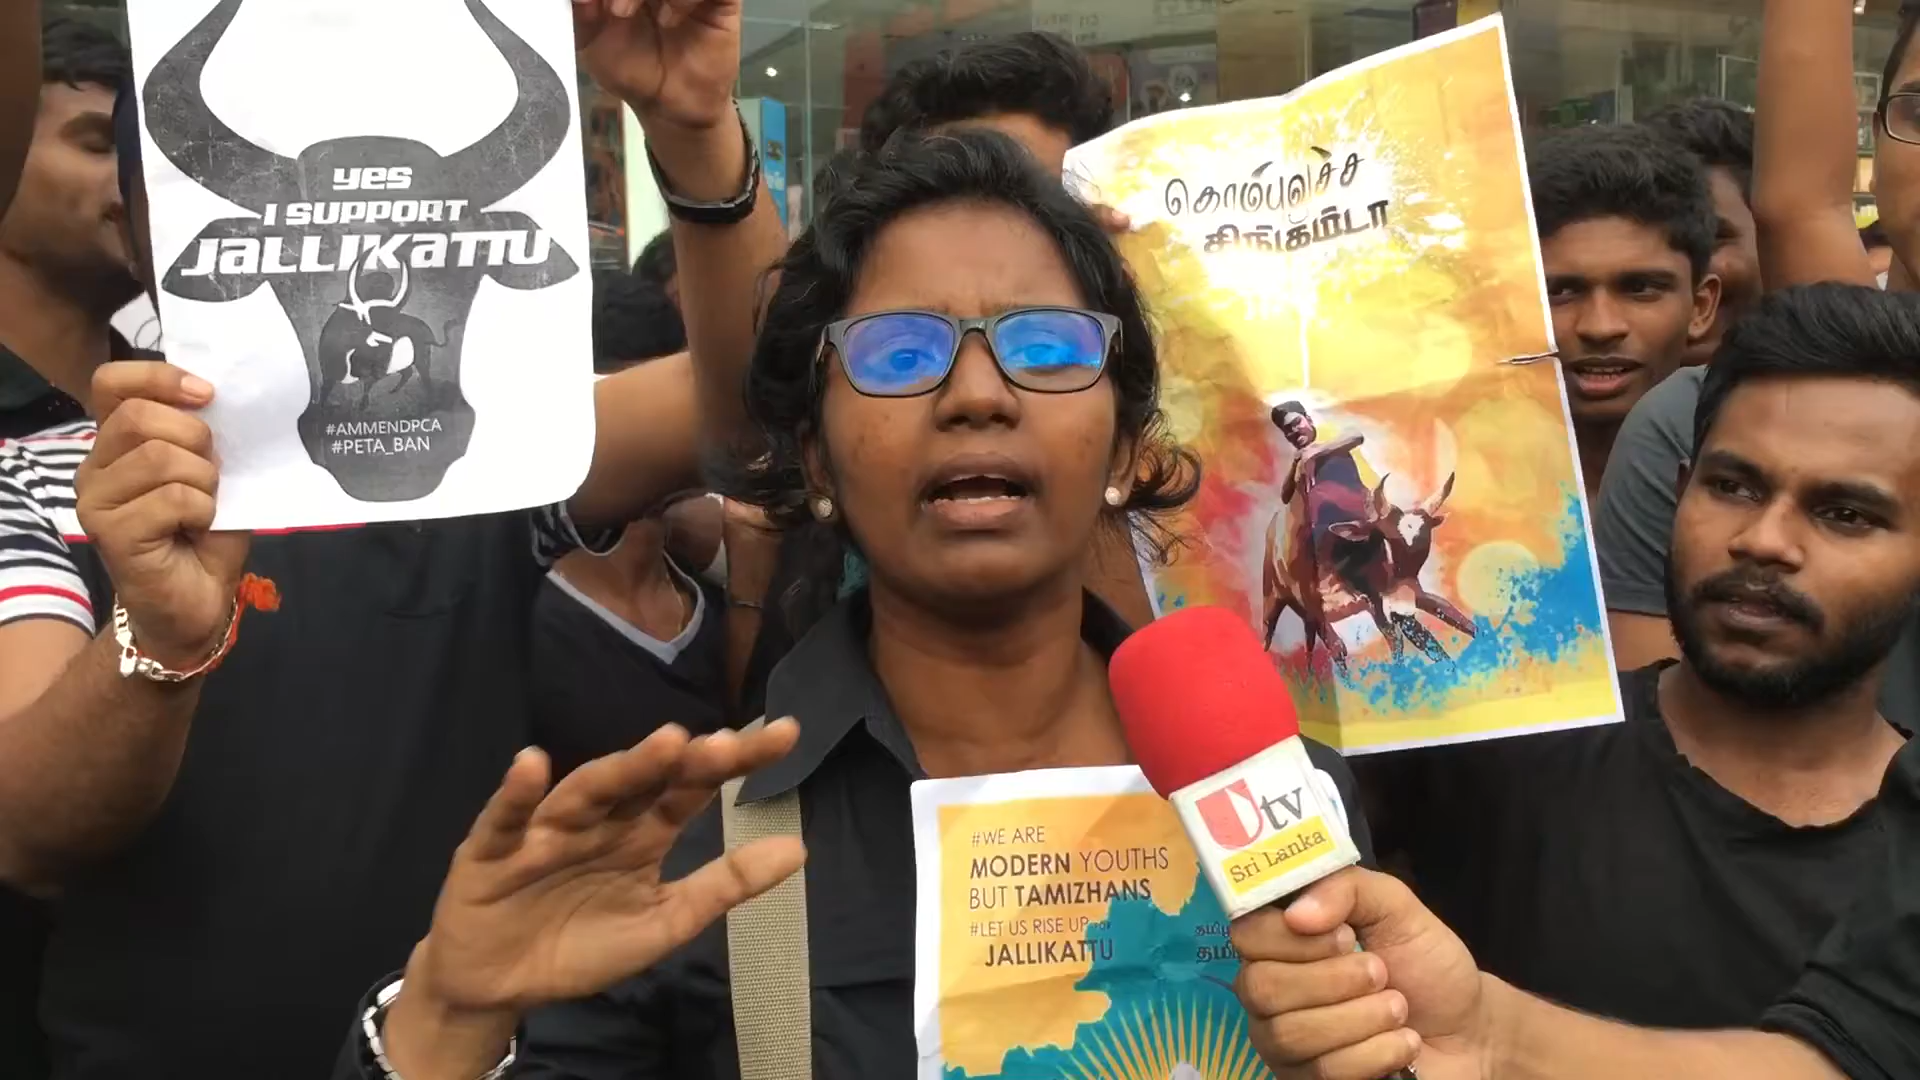 YES
I SUPPORT
JALLIKATTU
#AMMENDPCA
#PETA_BAN
கொம்புவச்ச
சிங்கம்டா
#WE ARE
MODERN YOUTHS
BUT TAMIZHANS
#LET US RISE UP FOR
JALLIKATTU
Utv
Sri Lanka